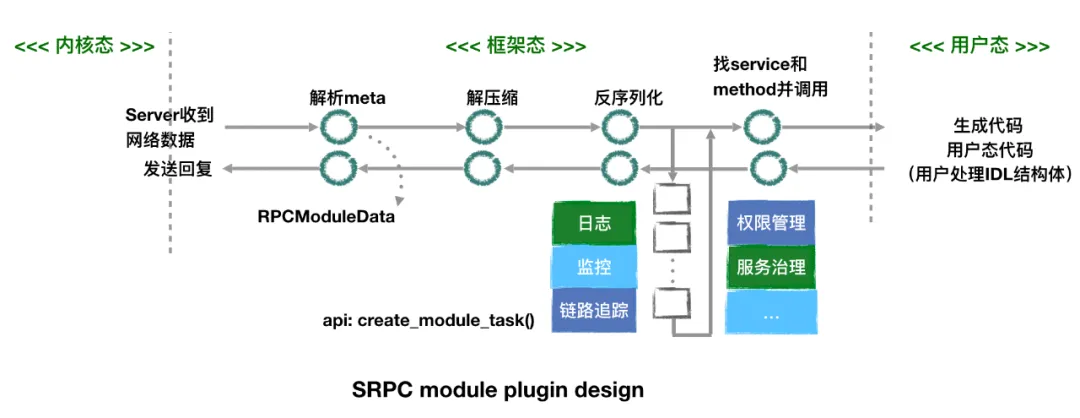 <<< 内核态 >>>
<<< 框架态 >>>
<<< 用户态 >>>
Server收到
网络数据
解析meta
解压缩
反序列化
找service和
method并调用
生成代码
用户态代码
（用户处理IDL结构体）
发送回复
RPCModuleData
日志
监控
链路追踪
权限管理
服务治理
...
api: create_module_task()
SRPC module plugin design